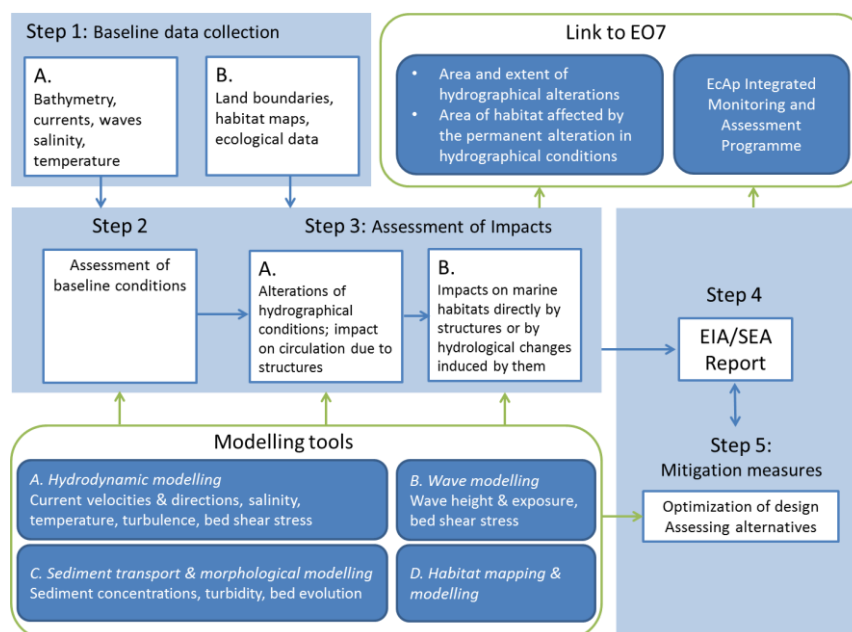 Step 1: Baseline data collection
A.
Bathymetry,
currents, waves
salinity,
temperature
B.
Land boundaries,
habitat maps,
ecological data
Link to EO7
• Area and extent of
hydrographical alterations
• Area of habitat affected by
the permanent alteration in
hydrographical conditions
EcAp Integrated
Monitoring and
Assessment
Programme
Step 2
Assessment of
baseline conditions
Step 3: Assessment of Impacts
A.
Alterations of
hydrographical
conditions; impact
on circulation due to
structures
B.
Impacts on marine
habitats directly by
structures or by
hydrological changes
induced by them
Step 4
EIA/SEA
Report
Step 5:
Mitigation measures
Optimization of design
Assessing alternatives
Modelling tools
A. Hydrodynamic modelling
Current velocities & directions, salinity,
temperature, turbulence, bed shear stress
B. Wave modelling
Wave height & exposure,
bed shear stress
C. Sediment transport & morphological modelling
Sediment concentrations, turbidity, bed evolution
D. Habitat mapping &
modelling